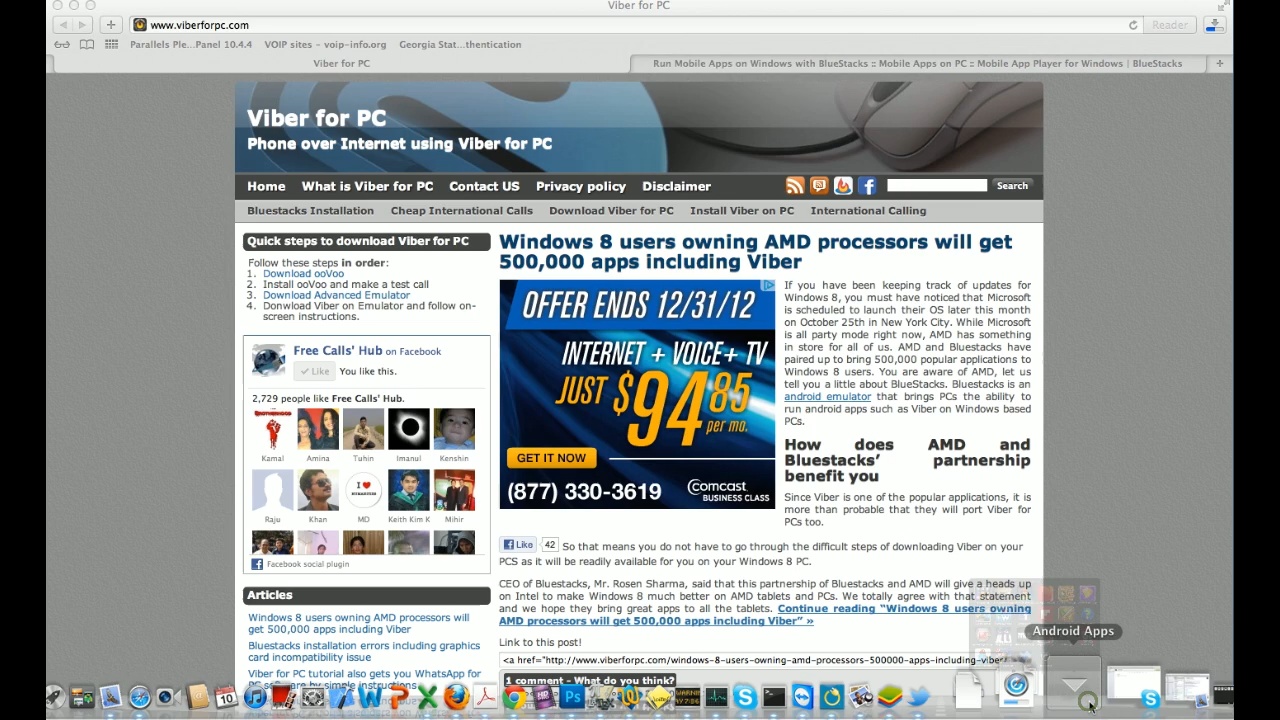 Viber for PC
www.viberforpc.com
Reader
Parallels Ple...Panel 10.4.4
VOIP sites - voip-info.org
Georgia Stat...thentication
Viber for PC
Run Mobile Apps on Windows with BlueStacks :: Mobile Apps on PC :: Mobile App Player for Windows | BlueStacks
Viber for PC
Phone over Internet using Viber for PC
Home
What is Viber for PC
Contact US
Privacy policy
Disclaimer
Search
Bluestacks Installation
Cheap International Calls
Download Viber for PC
Install Viber on PC
International Calling
Quick steps to download Viber for PC
Follow these steps in order:
1. Download ooVoo
2. Install ooVoo and make a test call
3. Download Advanced Emulator
4. Donwload Viber on Emulator and follow on-
screen instructions.
Free Calls' Hub on Facebook
Like
You like this.
2,729 people like Free Calls' Hub.
Kamal
Amina
Tuhin
Imanul
Kenshin
Raju
Khan
MD
Keith Kim K
Mihir
Facebook social plugin
Articles
Windows 8 users owning AMD processors will
get 500,000 apps including Viber
Bluestacks installation errors including graphics
card incompatibility issue
Viber for PC tutorial also gets you WhatsApp for
Windows 8 users owning AMD processors will get
500,000 apps including Viber
OFFER ENDS 12/31/12
INTERNET + VOICE + TV
JUST $94.85
per mo.
GET IT NOW
(877) 330-3619
Comcast
BUSINESS CLASS
If you have been keeping track of updates for
Windows 8, you must have noticed that Microsoft
is scheduled to launch their OS later this month
on October 25th in New York City. While Microsoft
is all party mode right now, AMD has something
in store for all of us. AMD and Bluestacks have
paired up to bring 500,000 popular applications to
Windows 8 users. You are aware of AMD, let us
tell you a little about BlueStacks. Bluestacks is an
android emulator that brings PCs the ability to
run android apps such as Viber on Windows based
PCs.
How does AMD and
Bluestacks' partnership
benefit you
Since Viber is one of the popular applications, it is
more than probable that they will port Viber for
PCs too.
Like
42
So that means you do not have to go through the difficult steps of downloading Viber on your
PCS as it will be readily available for you on your Windows 8 PC.
CEO of Bluestacks, Mr. Rosen Sharma, said that this partnership of Bluestacks and AMD will give a heads up
on Intel to make Windows 8 much better on AMD tablets and PCs. We totally agree with that statement
and we hope they bring great apps to all the tablets. Continue reading "Windows 8 users owning
AMD processors will get 500,000 apps including Viber" »
Link to this post!
<a href="http://www.viberforpc.com/windows-8-users-owning-amd-processors-500000-apps-including-viber
1 comment - What do you think?
Android Apps